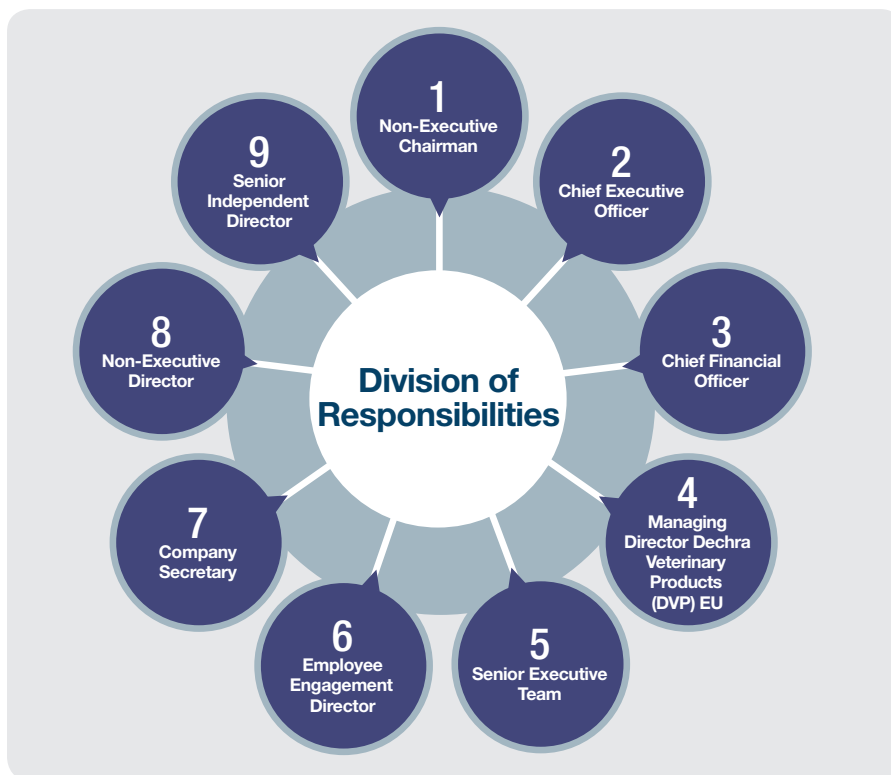 1
Non-Executive
Chairman
2
Chief Executive
Officer
3
Chief Financial
Officer
4
Managing
Director Dechra
Veterinary
Products
(DVP) EU
5
Senior Executive
Team
6
Employee
Engagement
Director
7
Company
Secretary
8
Non-Executive
Director
9
Senior
Independent
Director
Division of
Responsibilities